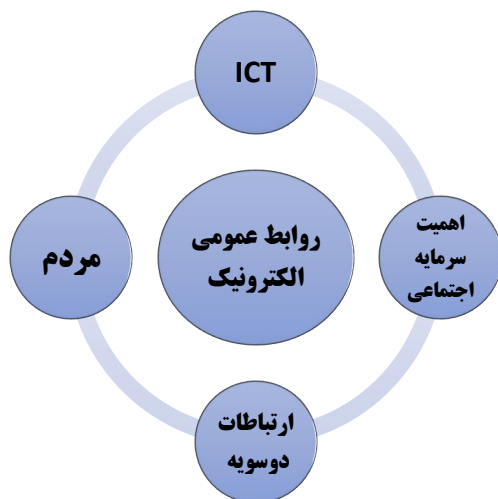 ICT
روابط عمومی
الکترونیک
اهمیت
سرمایه
اجتماعی
مردم
ارتباطات
دوسویه